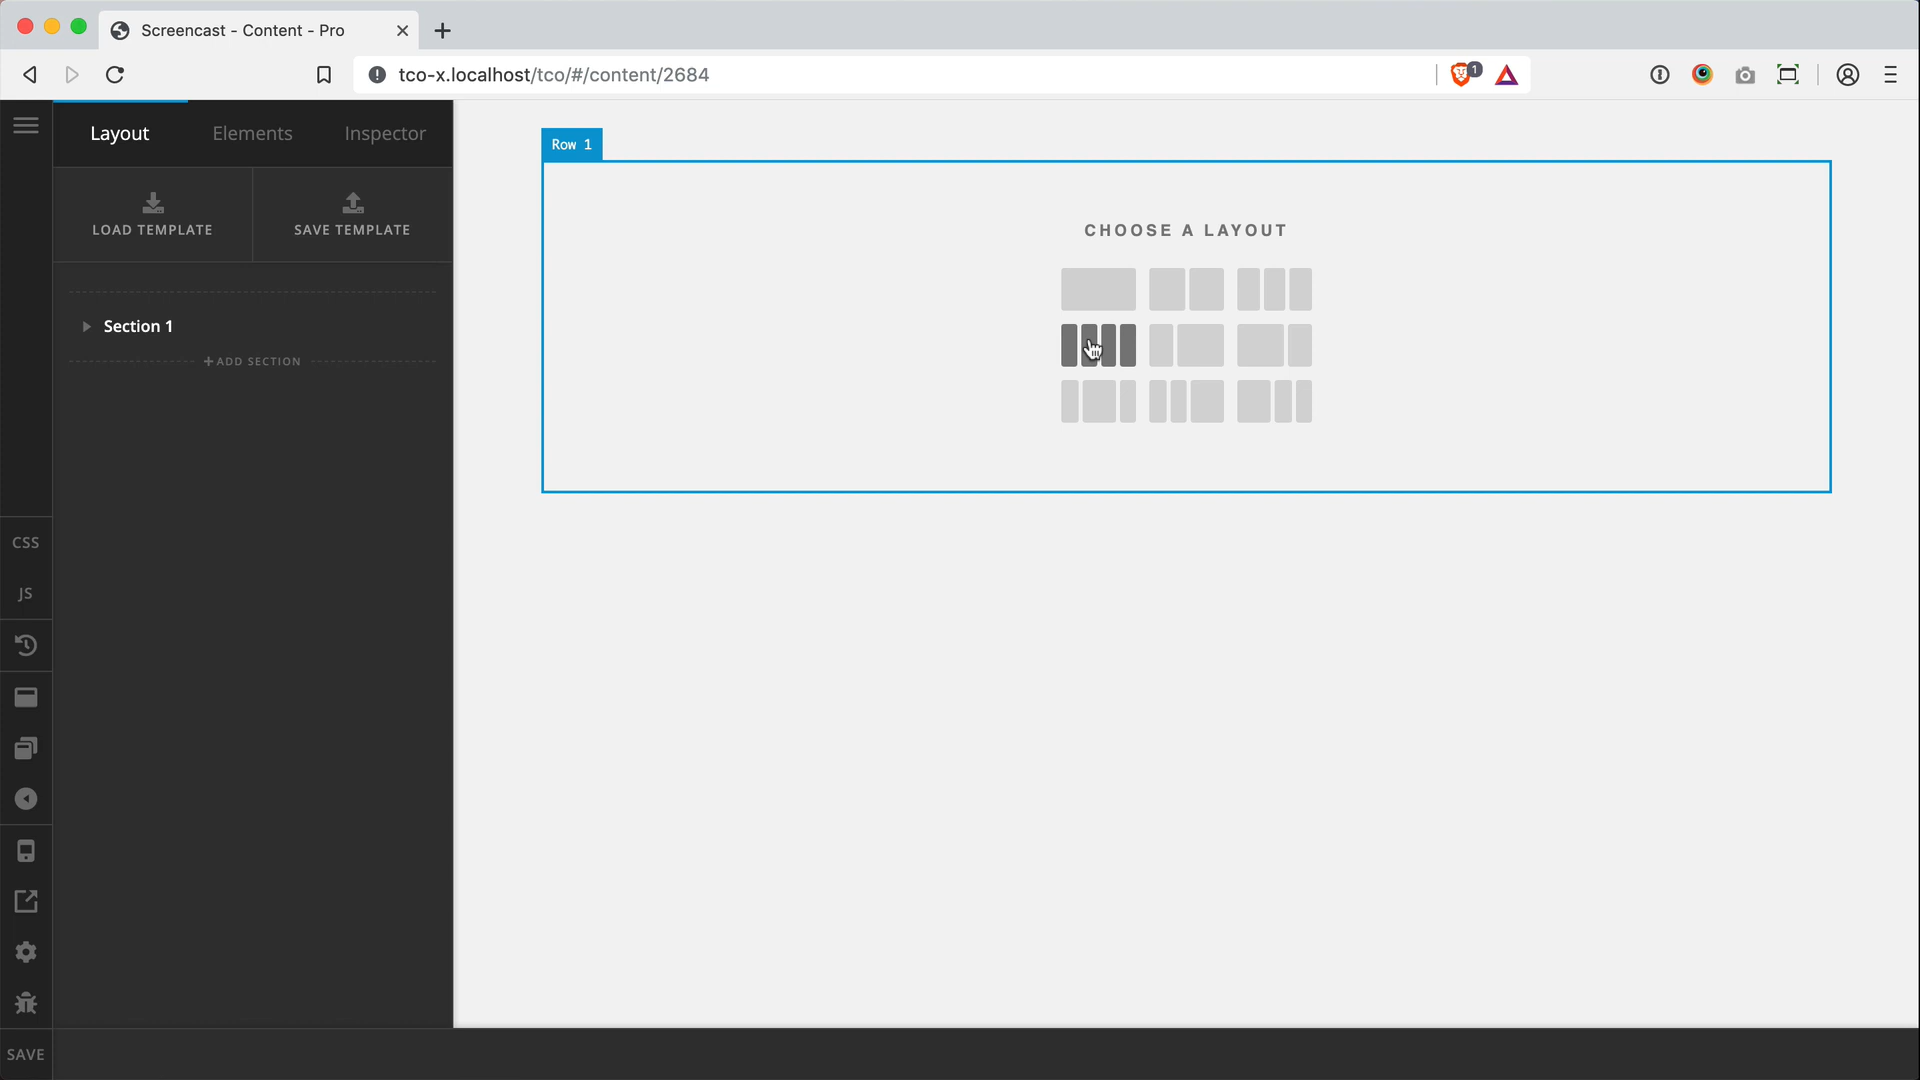 Screencast - Content - Pro
tco-x.localhost/tco/#/content/2684
1
Layout
Elements
Inspector
LOAD TEMPLATE
SAVE TEMPLATE
Section 1
+ ADD SECTION
Row 1
CHOOSE A LAYOUT
CSS
JS
SAVE